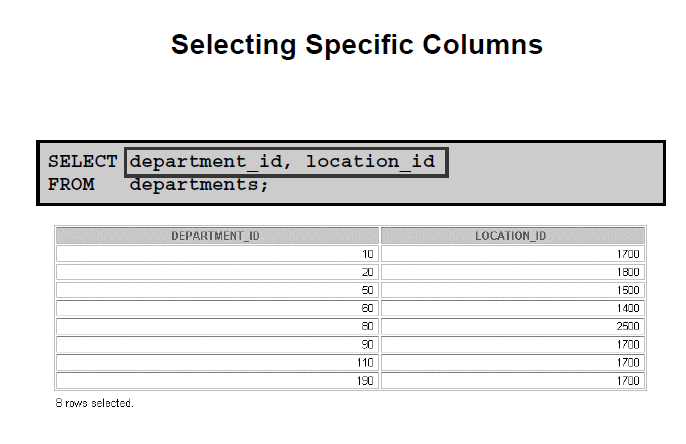 Selecting Specific Columns
SELECT department_id, location_id
FROM departments;
DEPARTMENT_ID LOCATION_ID
10 1700
20 1800
50 1500
60 1400
80 2500
90 1700
110 1700
190 1700
8 rows selected.